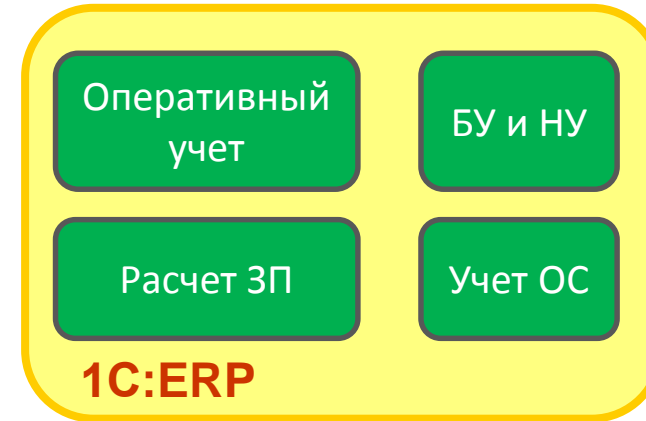 Оперативный
учет
БУ и НУ
Расчет ЗП
Учет ОС
1С:ERP